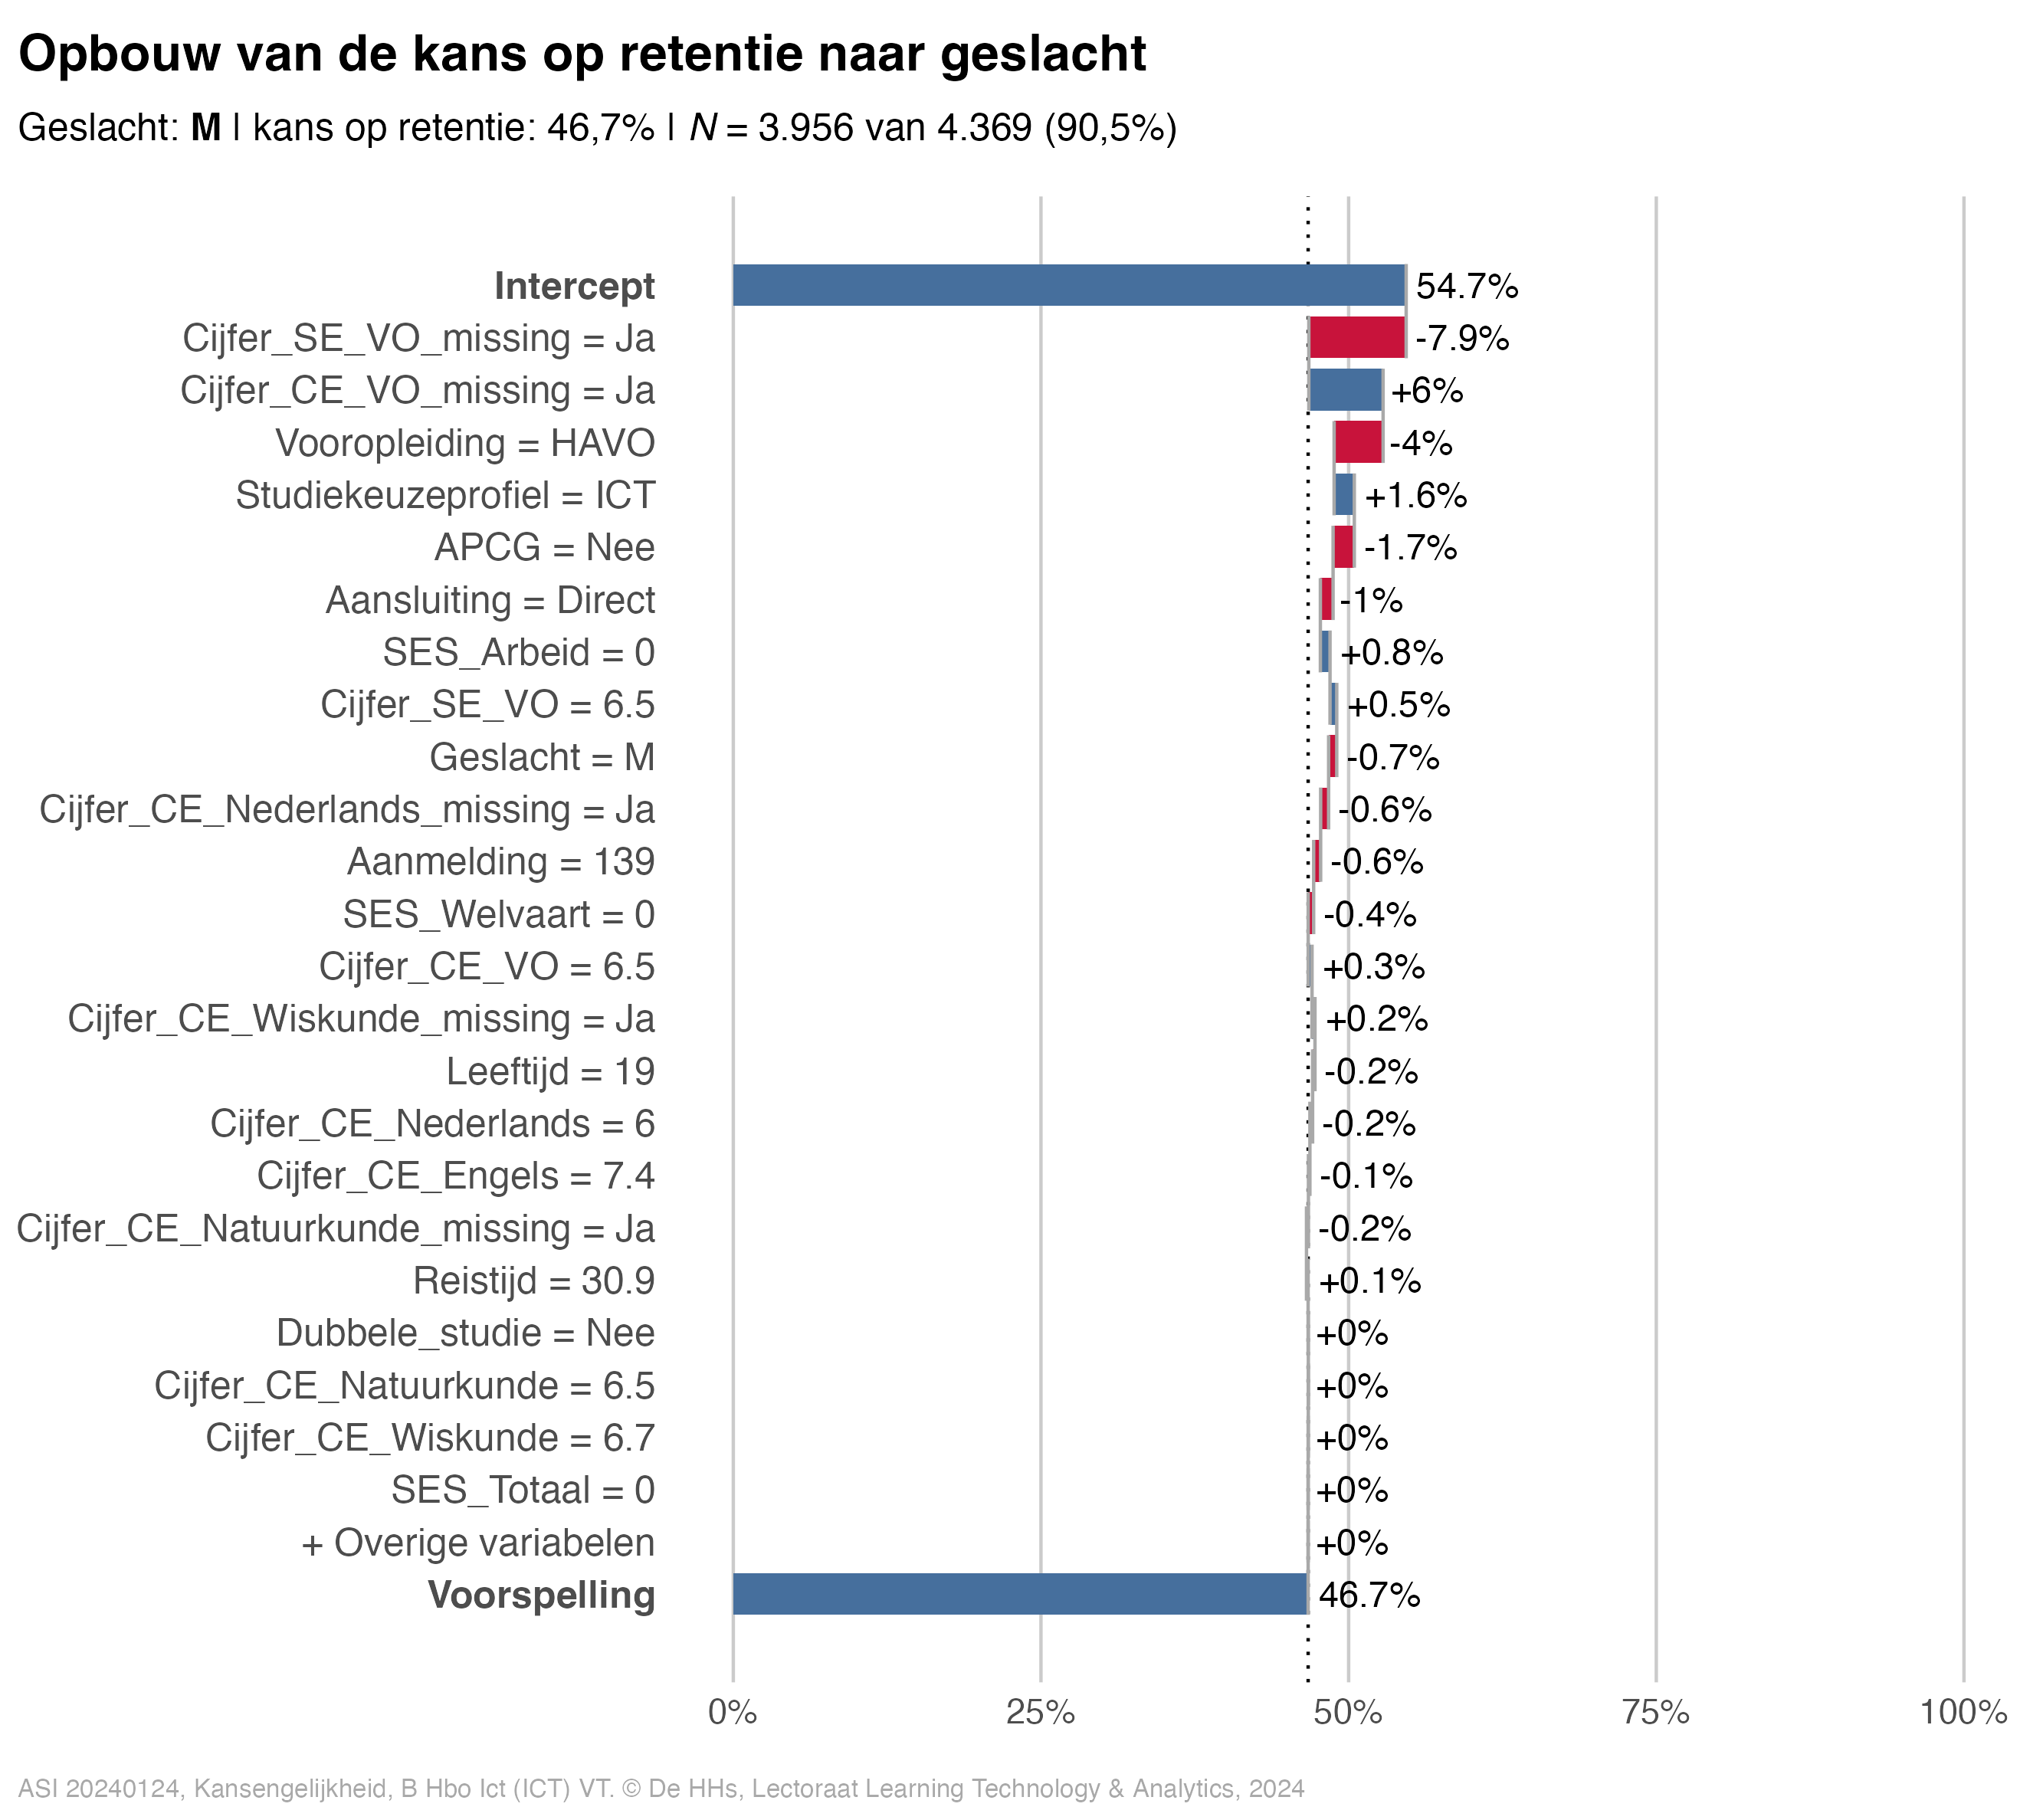 Opbouw van de kans op retentie naar geslacht
Geslacht: M | kans op retentie: 46,7% | N = 3.956 van 4.369 (90,5%)
Intercept 54.7%
Cijfer_SE_VO_missing = Ja -7.9%
Cijfer_CE_VO_missing = Ja +6%
Vooropleiding = HAVO -4%
Studiekeuzeprofiel = ICT +1.6%
APCG = Nee -1.7%
Aansluiting = Direct -1%
SES_Arbeid = 0 +0.8%
Cijfer_SE_VO = 6.5 +0.5%
Geslacht = M -0.7%
Cijfer_CE_Nederlands_missing = Ja -0.6%
Aanmelding = 139 -0.6%
SES_Welvaart = 0 -0.4%
Cijfer_CE_VO = 6.5 +0.3%
Cijfer_CE_Wiskunde_missing = Ja +0.2%
Leeftijd = 19 -0.2%
Cijfer_CE_Nederlands = 6 -0.2%
Cijfer_CE_Engels = 7.4 -0.1%
Cijfer_CE_Natuurkunde_missing = Ja -0.2%
Reistijd = 30.9 +0.1%
Dubbele_studie = Nee +0%
Cijfer_CE_Natuurkunde = 6.5 +0%
Cijfer_CE_Wiskunde = 6.7 +0%
SES_Totaal = 0 +0%
+ Overige variabelen +0%
Voorspelling 46.7%
0% 25% 50% 75% 100%
ASI 20240124, Kansengelijkheid, B Hbo Ict (ICT) VT. © De HHs, Lectoraat Learning Technology & Analytics, 2024